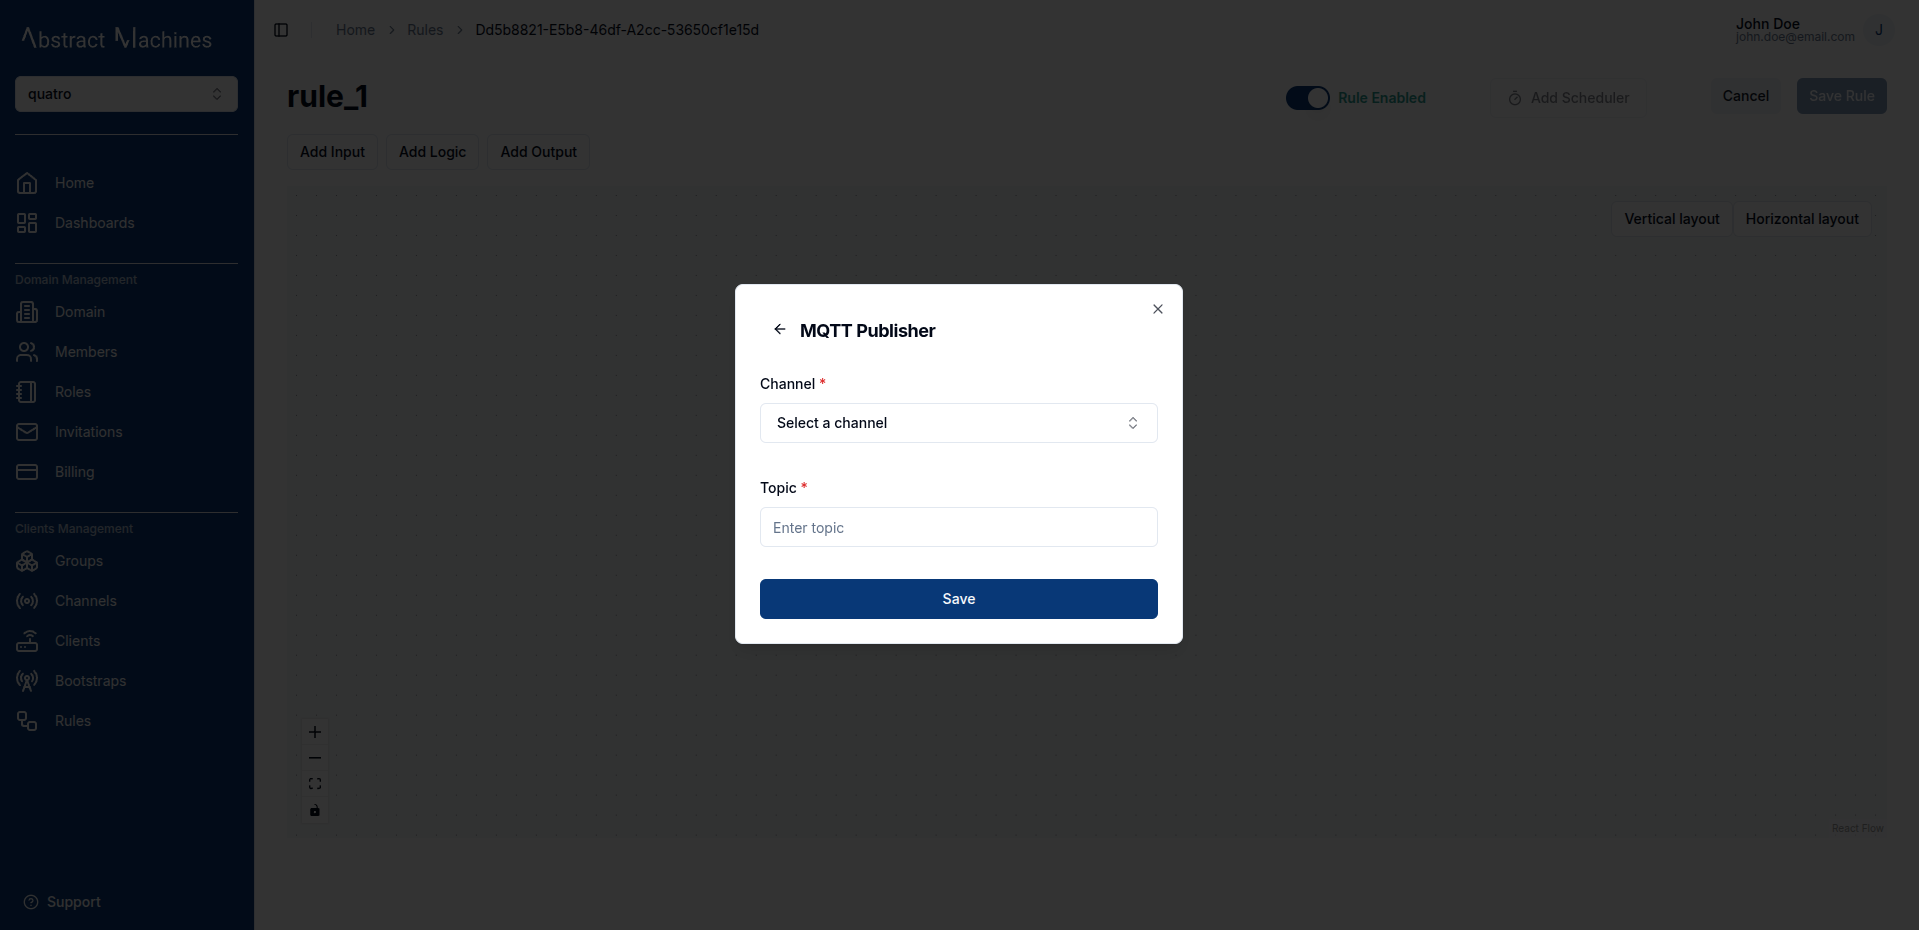 Abstract Machines
quatro
Home
Dashboards
Domain Management
Domain
Members
Roles
Invitations
Billing
Clients Management
Groups
Channels
Clients
Bootstraps
Rules
Support
Home > Rules > Dd5b8821-E5b8-46df-A2cc-53650cf1e15d
John Doe
john.doe@email.com
J
rule_1
Rule Enabled
Add Scheduler
Cancel
Save Rule
Add Input
Add Logic
Add Output
Vertical layout
Horizontal layout
MQTT Publisher
Channel *
Select a channel
Topic *
Enter topic
Save
React Flow